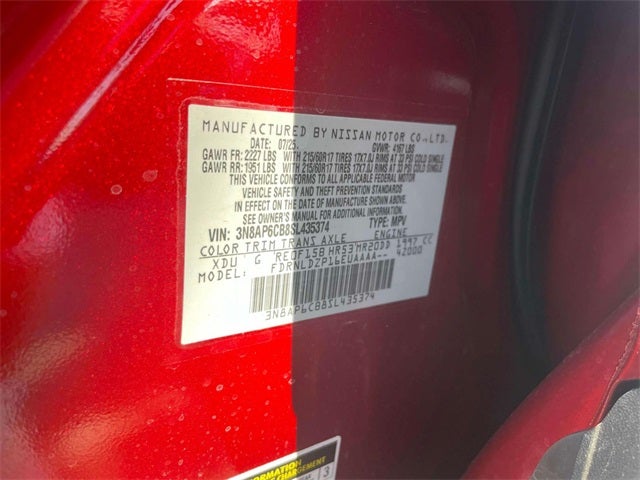 MANUFACTURED BY NISSAN MOTOR CO., LTD.
DATE: 07/25. GVWR: 4167 LBS
GAWR FR: 2227 LBS WITH 215/60R17 TIRES 17X7.0J RIMS AT 33 PSI COLD SINGLE
GAWR RR: 1951 LBS WITH 215/60R17 TIRES 17X7.0J RIMS AT 33 PSI COLD SINGLE
THIS VEHICLE CONFORMS TO ALL APPLICABLE FEDERAL MOTOR
VEHICLE SAFETY AND THEFT PREVENTION STANDARDS
IN EFFECT ON THE DATE OF MANUFACTURE SHOWN ABOVE.
SEE OWNER'S MANUAL FOR ADDITIONAL INFORMATION.
VIN: 3N8AP6CB8SL435374 TYPE: MPV
COLOR TRIM TRANS AXLE ENGINE
XDU G RE0F15B HR53 MR20DD 1997 CC
MODEL: FDRNLDZP16EUAAAA-- 42000
3N8AP6CB8SL435374
3